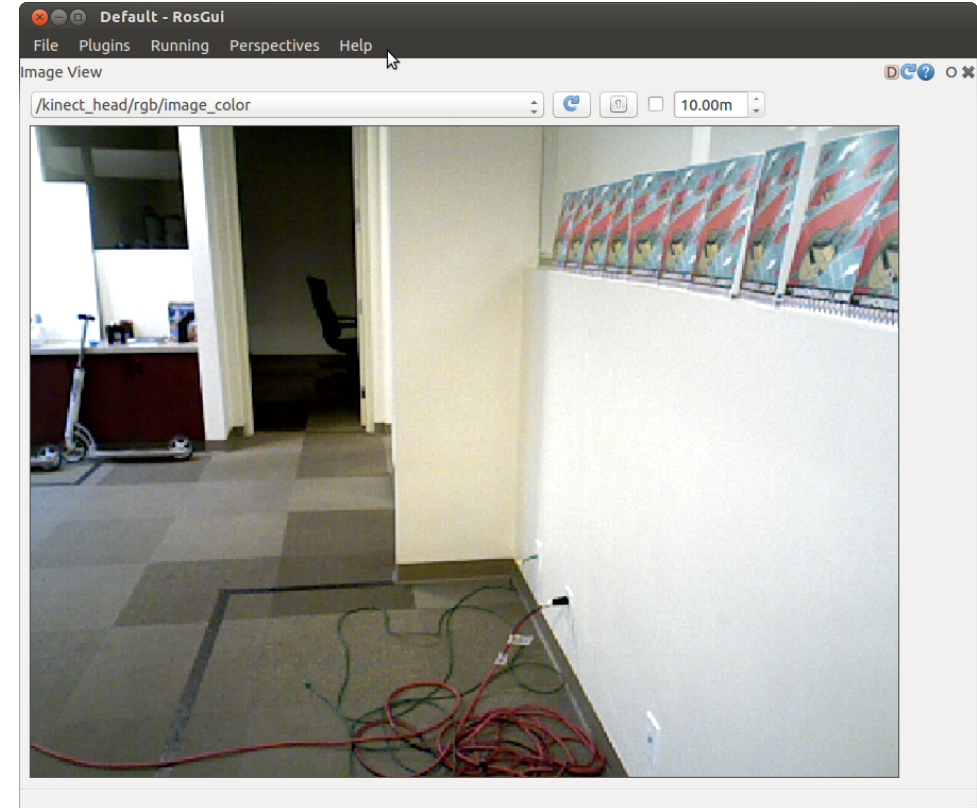 Default - RosGui
File Plugins Running Perspectives Help
Image View D ? O
/kinect_head/rgb/image_color 10.00m